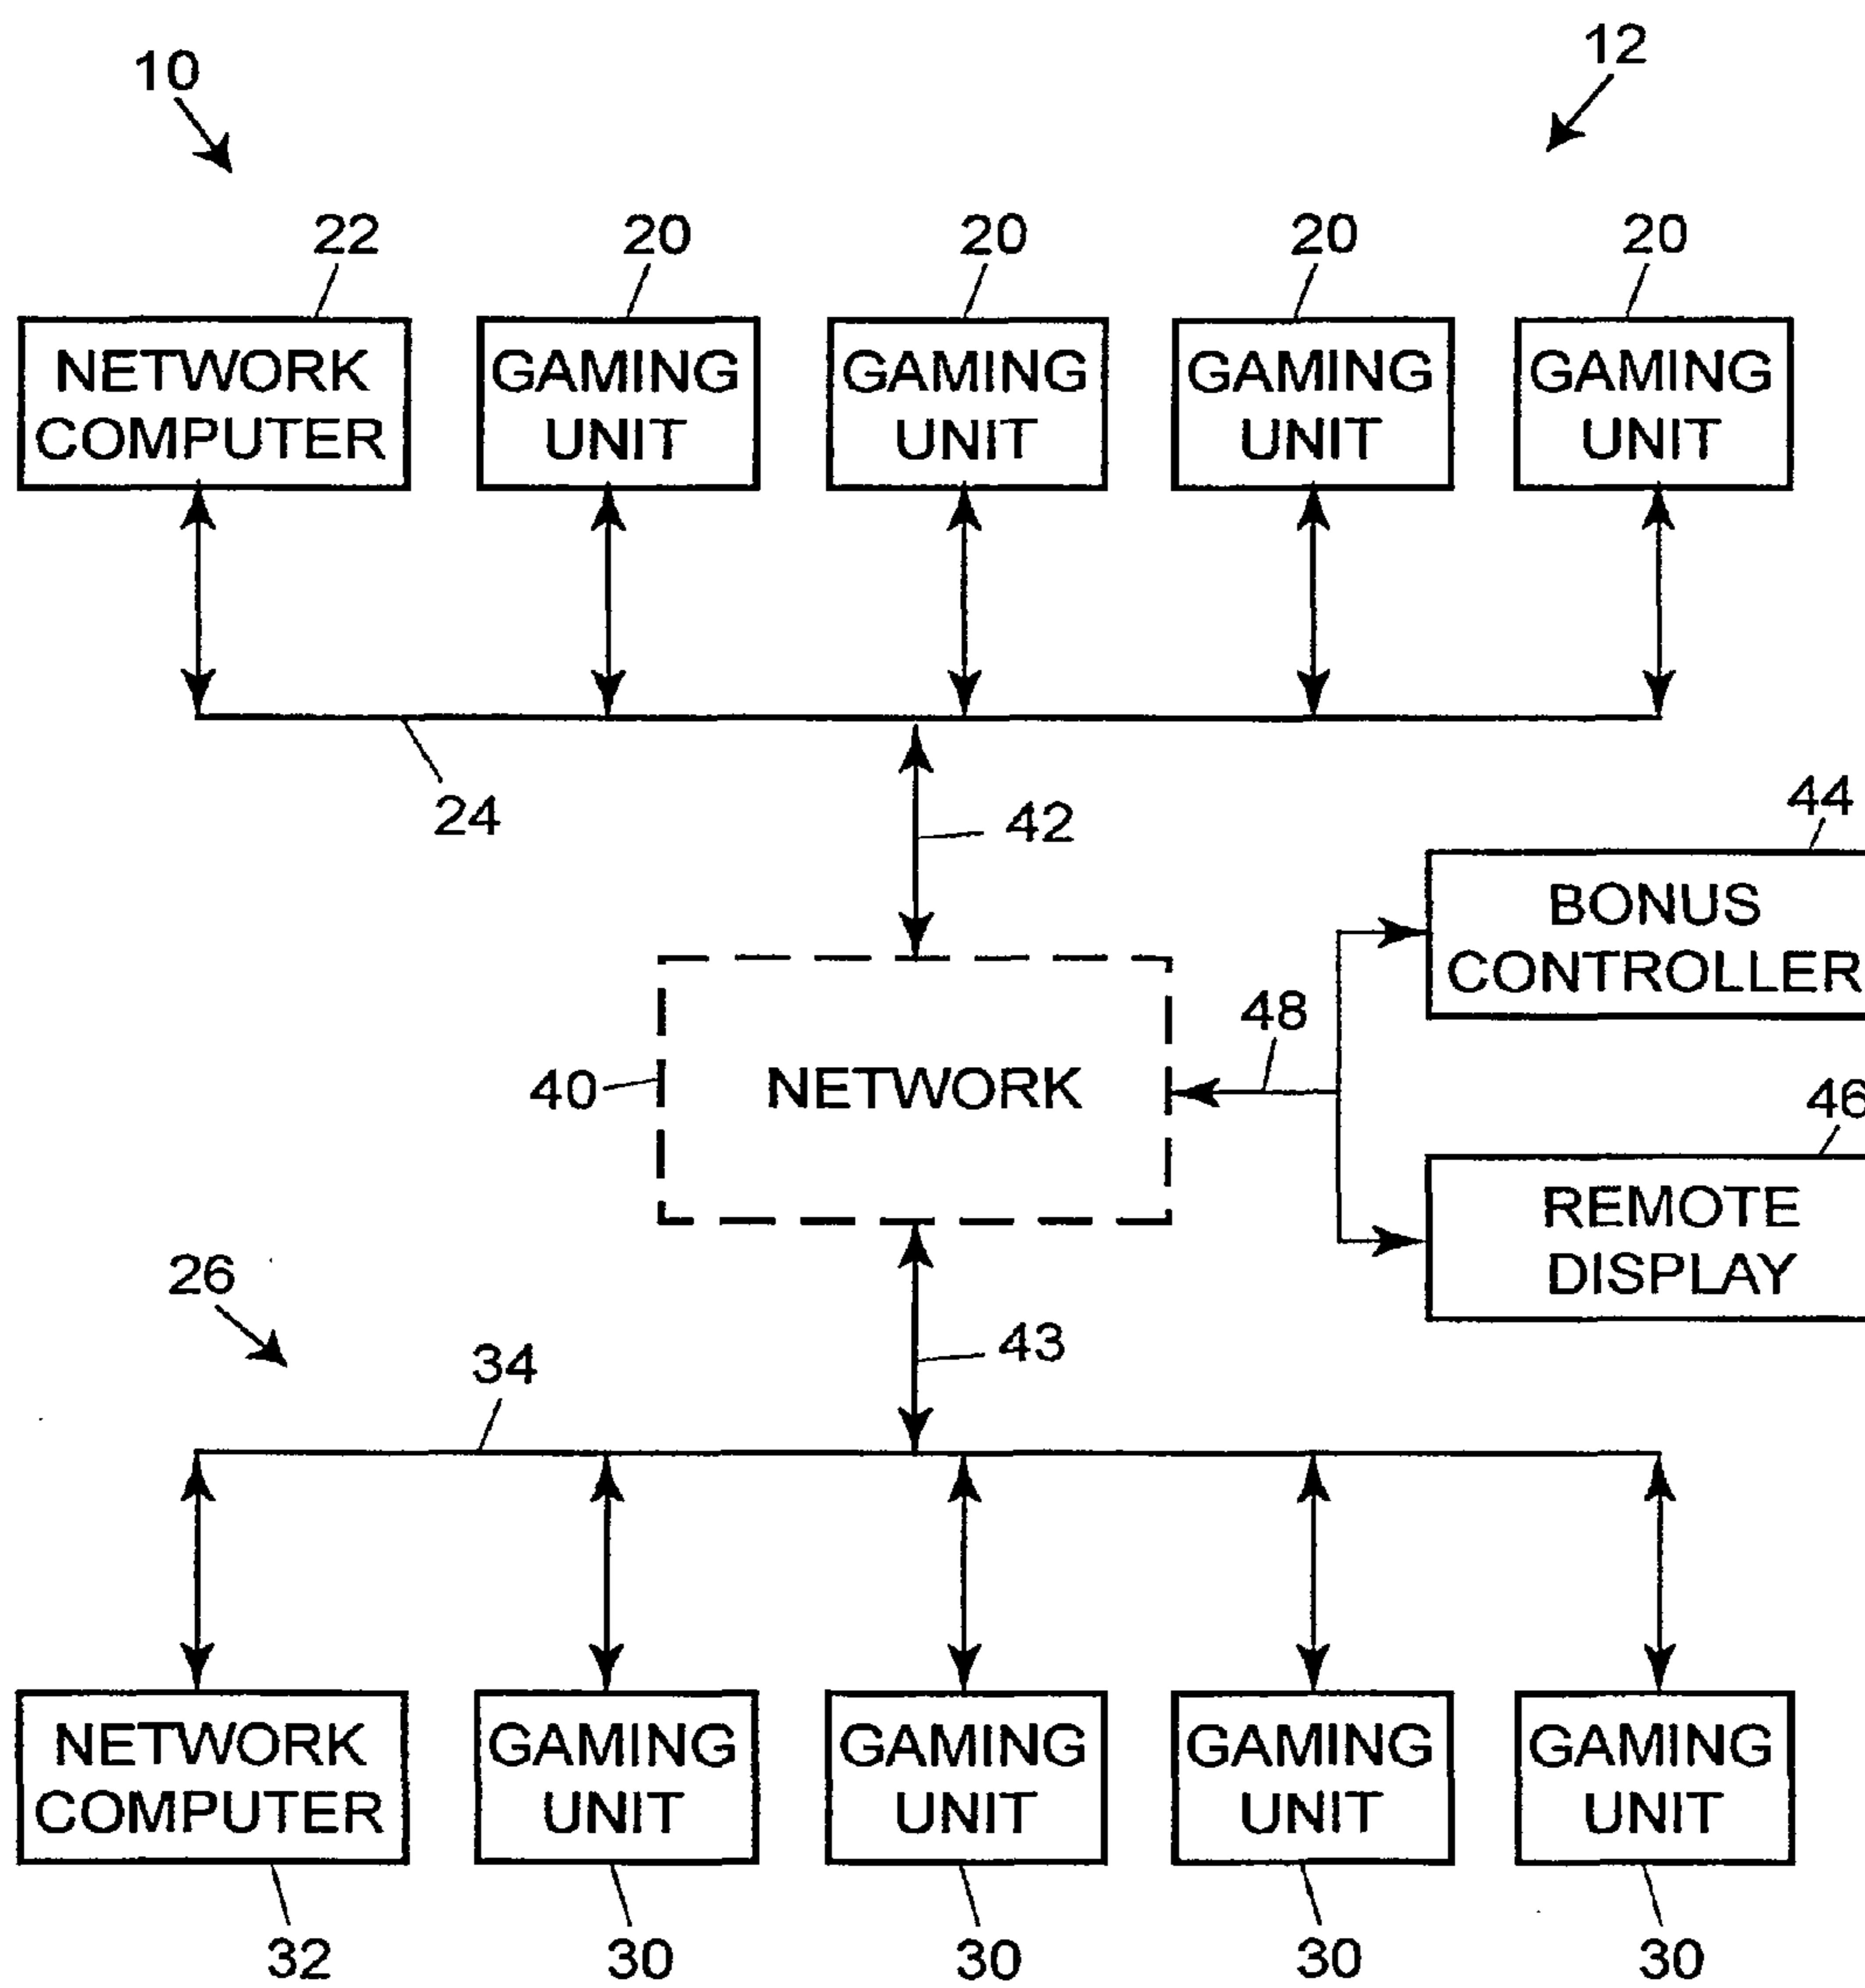 10
12
22
20
20
20
20
NETWORK
COMPUTER
GAMING
UNIT
GAMING
UNIT
GAMING
UNIT
GAMING
UNIT
24
42
44
BONUS
CONTROLLER
48
40
NETWORK
46
REMOTE
DISPLAY
26
43
34
NETWORK
COMPUTER
GAMING
UNIT
GAMING
UNIT
GAMING
UNIT
GAMING
UNIT
32
30
30
30
30